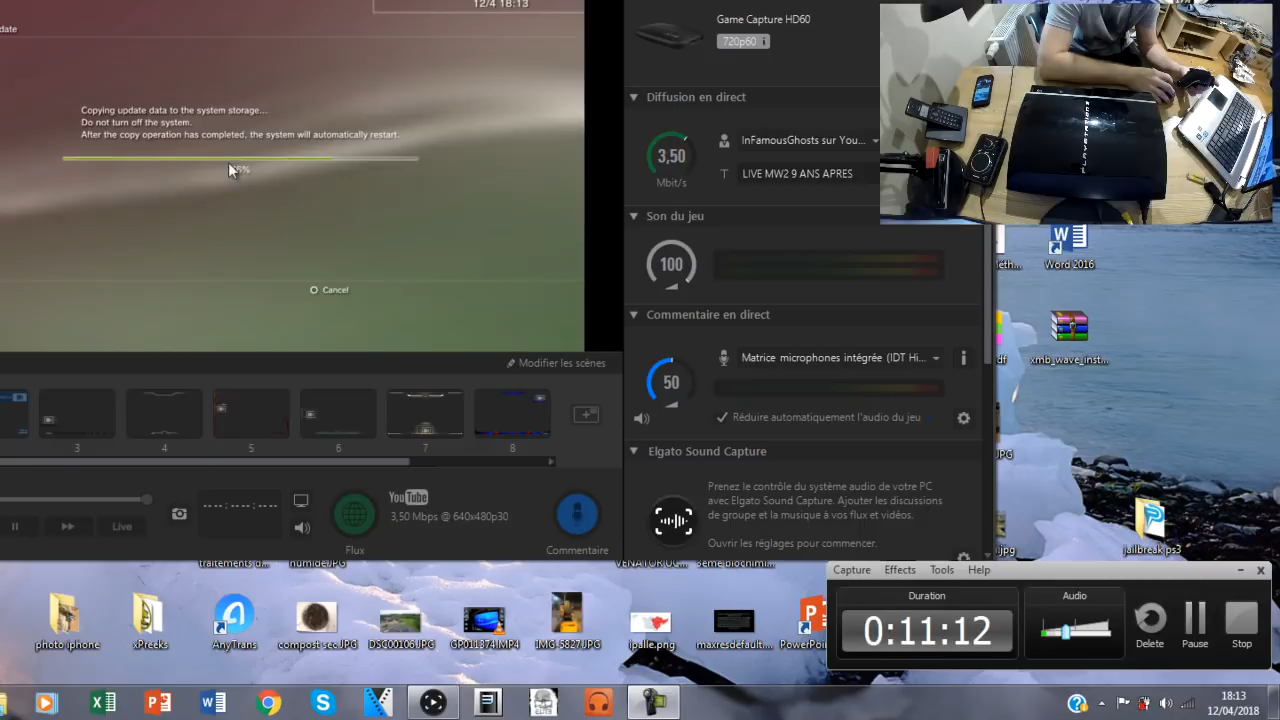 12/4 18:13
date
Copying update data to the system storage...
Do not turn off the system.
After the copy operation has completed, the system will automatically restart.
Cancel
Game Capture HD60
720p60 i
Diffusion en direct
3,50
Mbit/s
InFamousGhosts sur You...
T LIVE MW2 9 ANS APRES
Son du jeu
100
Commentaire en direct
50
Matrice microphones intégrée (IDT Hi...
Réduire automatiquement l'audio du jeu
Elgato Sound Capture
Prenez le contrôle du système audio de votre PC
avec Elgato Sound Capture. Ajouter les discussions
de groupe et la musique à vos flux et vidéos.
Ouvrir les réglages pour commencer.
Modifier les scènes
3
4
5
6
7
8
Live
--:--:--
Flux
YouTube
3,50 Mbps @ 640x480p30
Commentaire
PLAYSTATION 3
Word 2016
xmb_wave_inst...
jailbreak ps3
photo iphone
xPreeks
AnyTrans
compost sec.JPG
DSC00106.JPG
GP011374.MP4
IMG_5827.JPG
ipalle.png
maxresdefault...
PowerPoin
Capture Effects Tools Help
Duration
0:11:12
Audio
Delete
Pause
Stop
18:13
12/04/2018